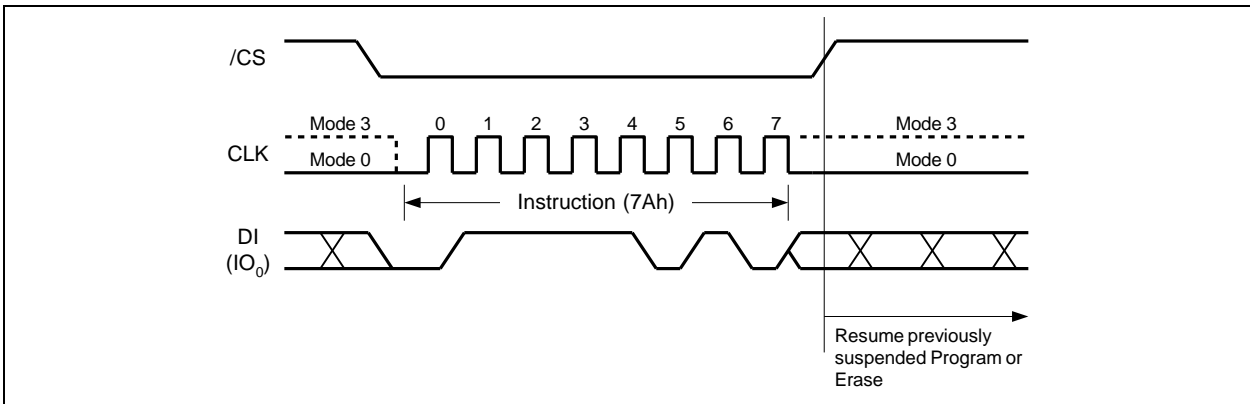 /CS
Mode 3 0 1 2 3 4 5 6 7 Mode 3
CLK
Mode 0 Mode 0
Instruction (7Ah)
DI
(IO0)
Resume previously
suspended Program or
Erase